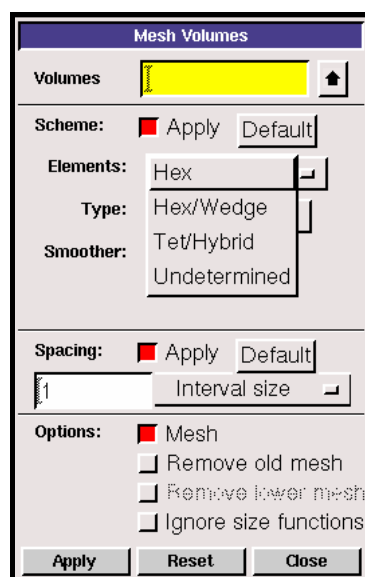 Mesh Volumes
Volumes
Scheme: Apply Default
Elements: Hex
Type: Hex/Wedge
Smoother: Tet/Hybrid
Undetermined
Spacing: Apply Default
1 Interval size
Options: Mesh
Remove old mesh
Remove lower mesh
Ignore size functions
Apply Reset Close